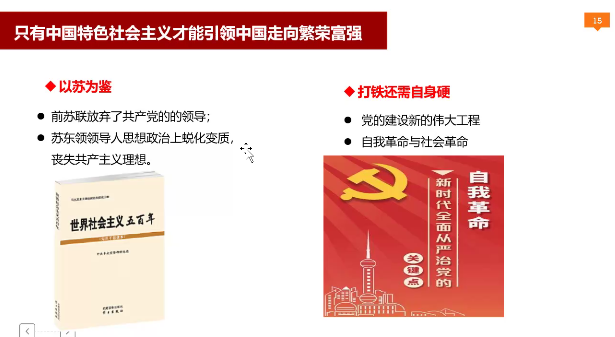 只有中国特色社会主义才能引领中国走向繁荣富强
15
◆以苏为鉴
● 前苏联放弃了共产党的的领导；
● 苏东领领导人思想政治上蜕化变质，
丧失共产主义理想。
世界社会主义五百年
◆打铁还需自身硬
● 党的建设新的伟大工程
● 自我革命与社会革命
自我革命
新时代全面从严治党的
关键点